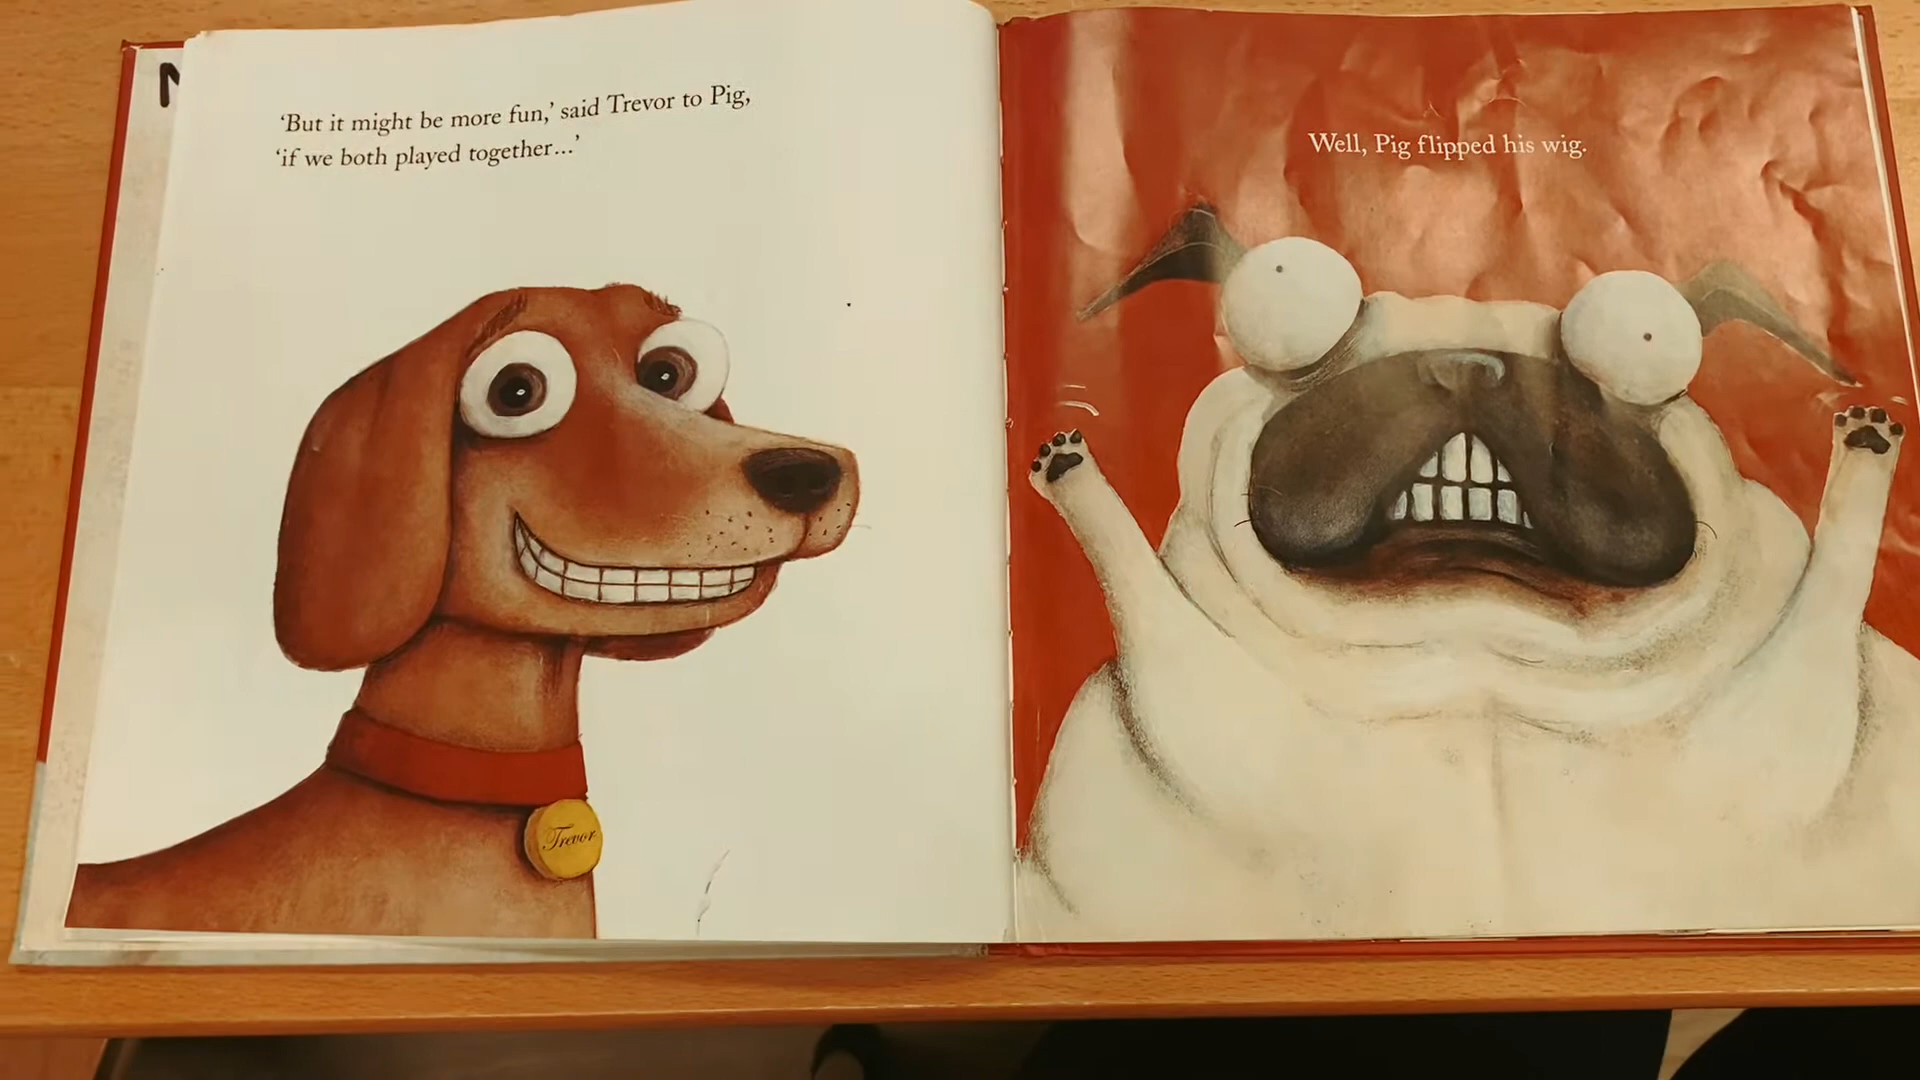 ‘But it might be more fun,’ said Trevor to Pig,
‘if we both played together...’
Well, Pig flipped his wig.
Trevor